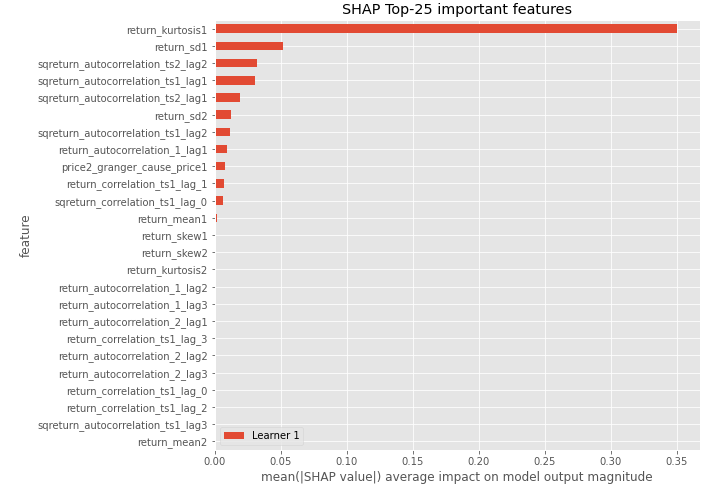 SHAP Top-25 important features
return_kurtosis1
return_sd1
sqreturn_autocorrelation_ts2_lag2
sqreturn_autocorrelation_ts1_lag1
sqreturn_autocorrelation_ts2_lag1
return_sd2
sqreturn_autocorrelation_ts1_lag2
return_autocorrelation_1_lag1
price2_granger_cause_price1
return_correlation_ts1_lag_1
sqreturn_correlation_ts1_lag_0
return_mean1
return_skew1
return_skew2
return_kurtosis2
return_autocorrelation_1_lag2
return_autocorrelation_1_lag3
return_autocorrelation_2_lag1
return_correlation_ts1_lag_3
return_autocorrelation_2_lag2
return_autocorrelation_2_lag3
return_correlation_ts1_lag_0
return_correlation_ts1_lag_2
sqreturn_autocorrelation_ts1_lag3
return_mean2
feature
Learner 1
0.00 0.05 0.10 0.15 0.20 0.25 0.30 0.35
mean(|SHAP value|) average impact on model output magnitude